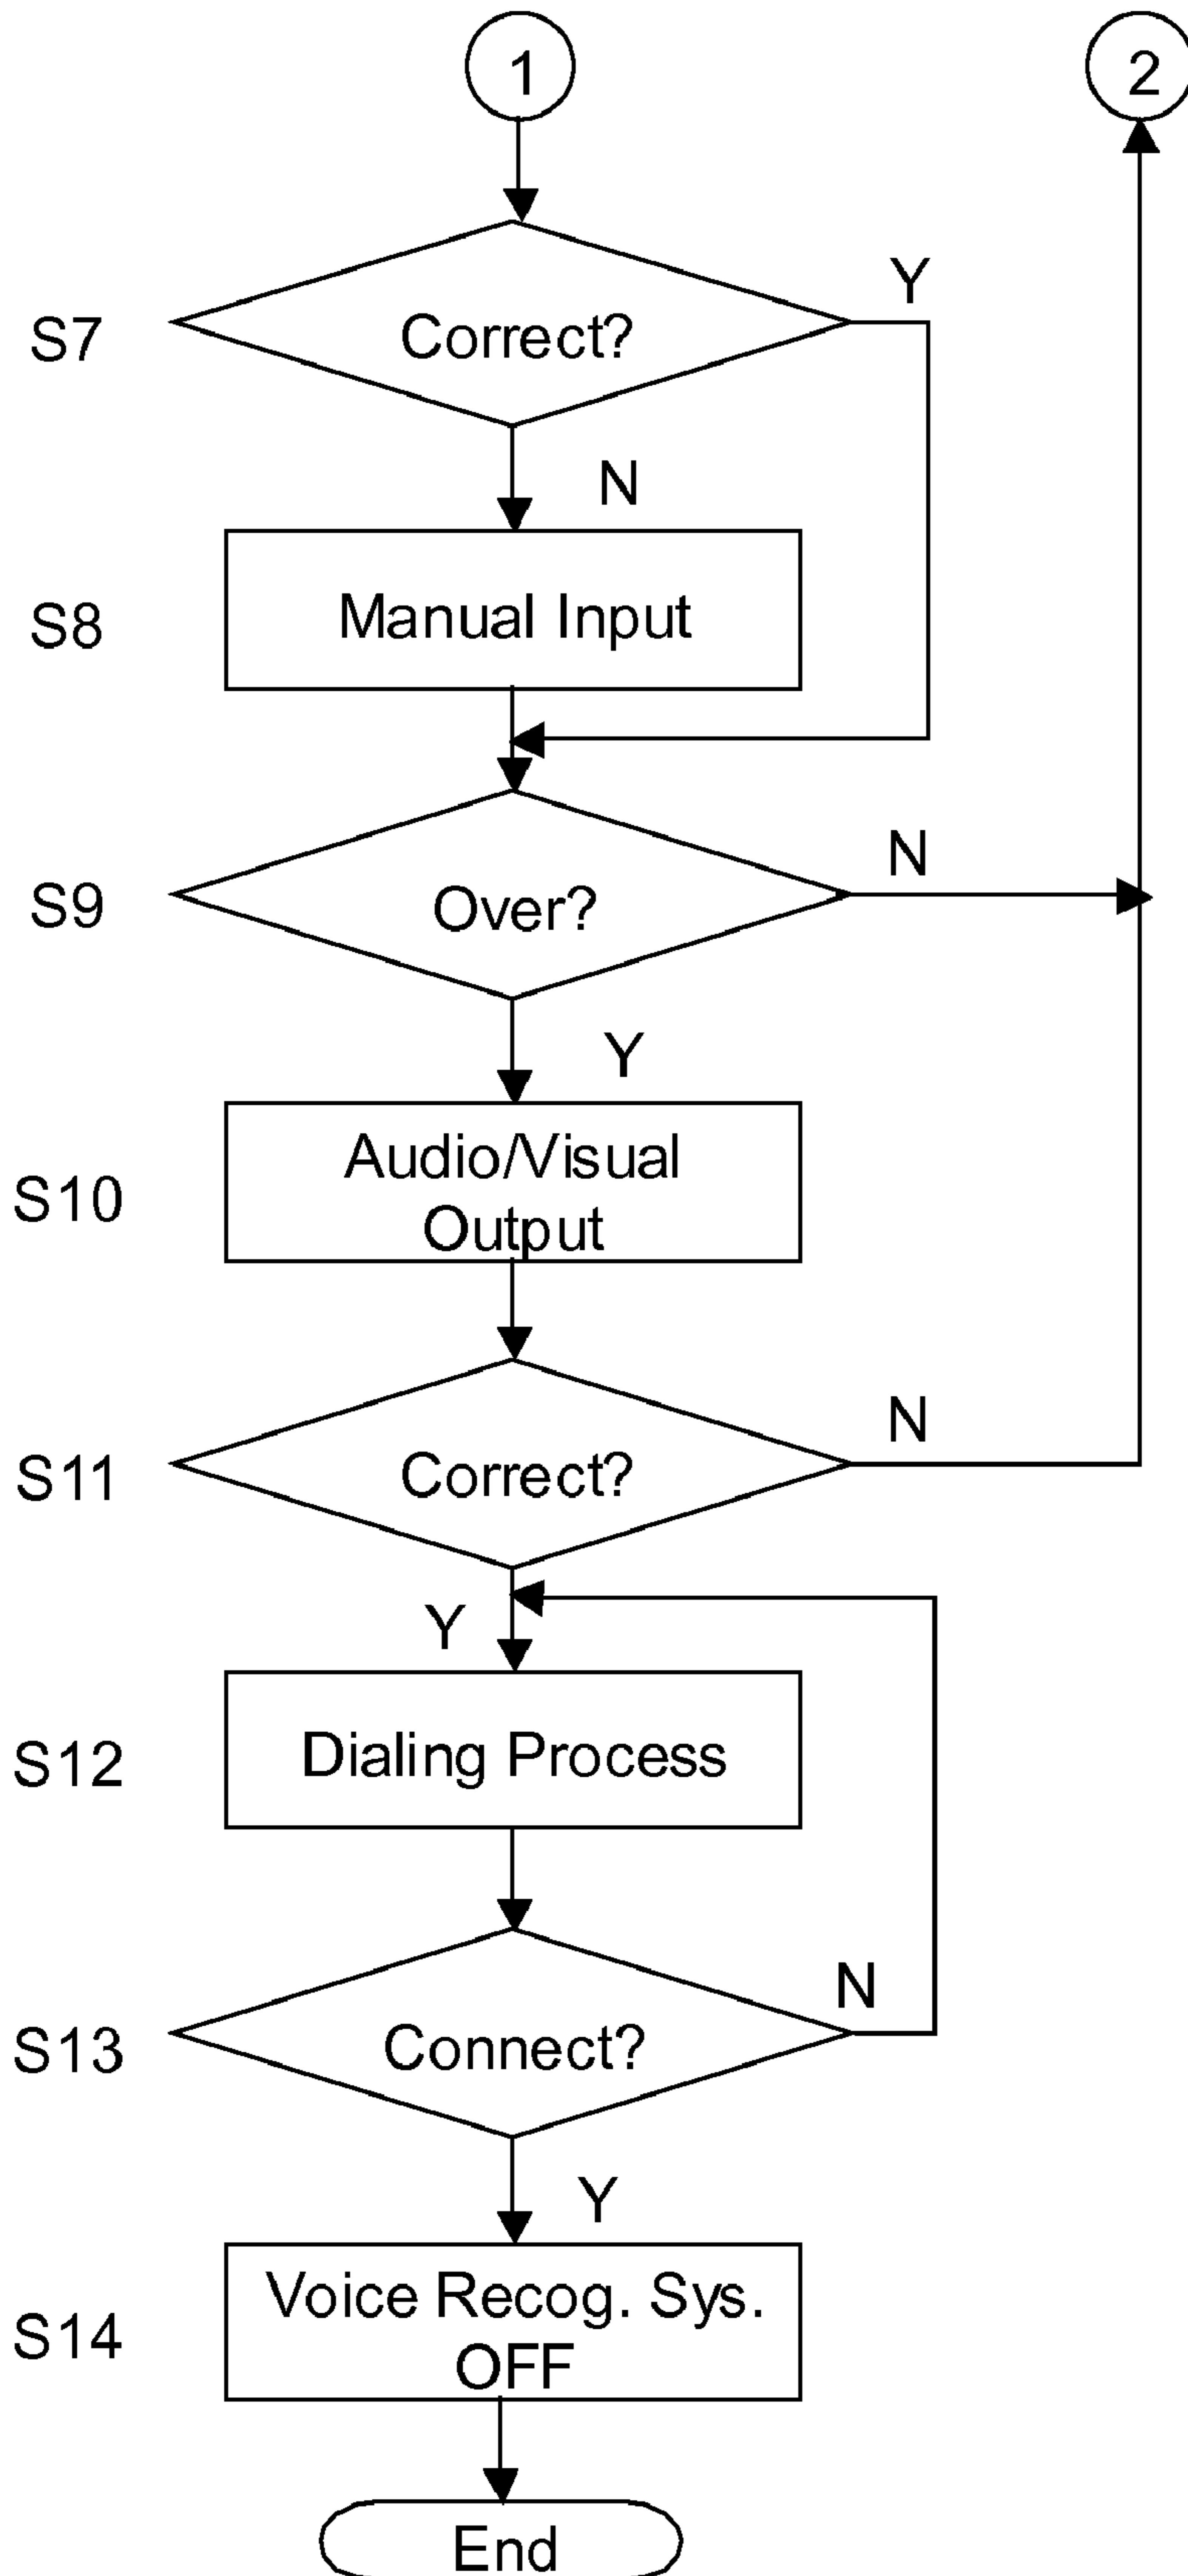 1
2
S7
Correct?
Y
N
S8
Manual Input
S9
Over?
N
Y
S10
Audio/Visual
Output
S11
Correct?
N
Y
S12
Dialing Process
S13
Connect?
N
Y
S14
Voice Recog. Sys.
OFF
End